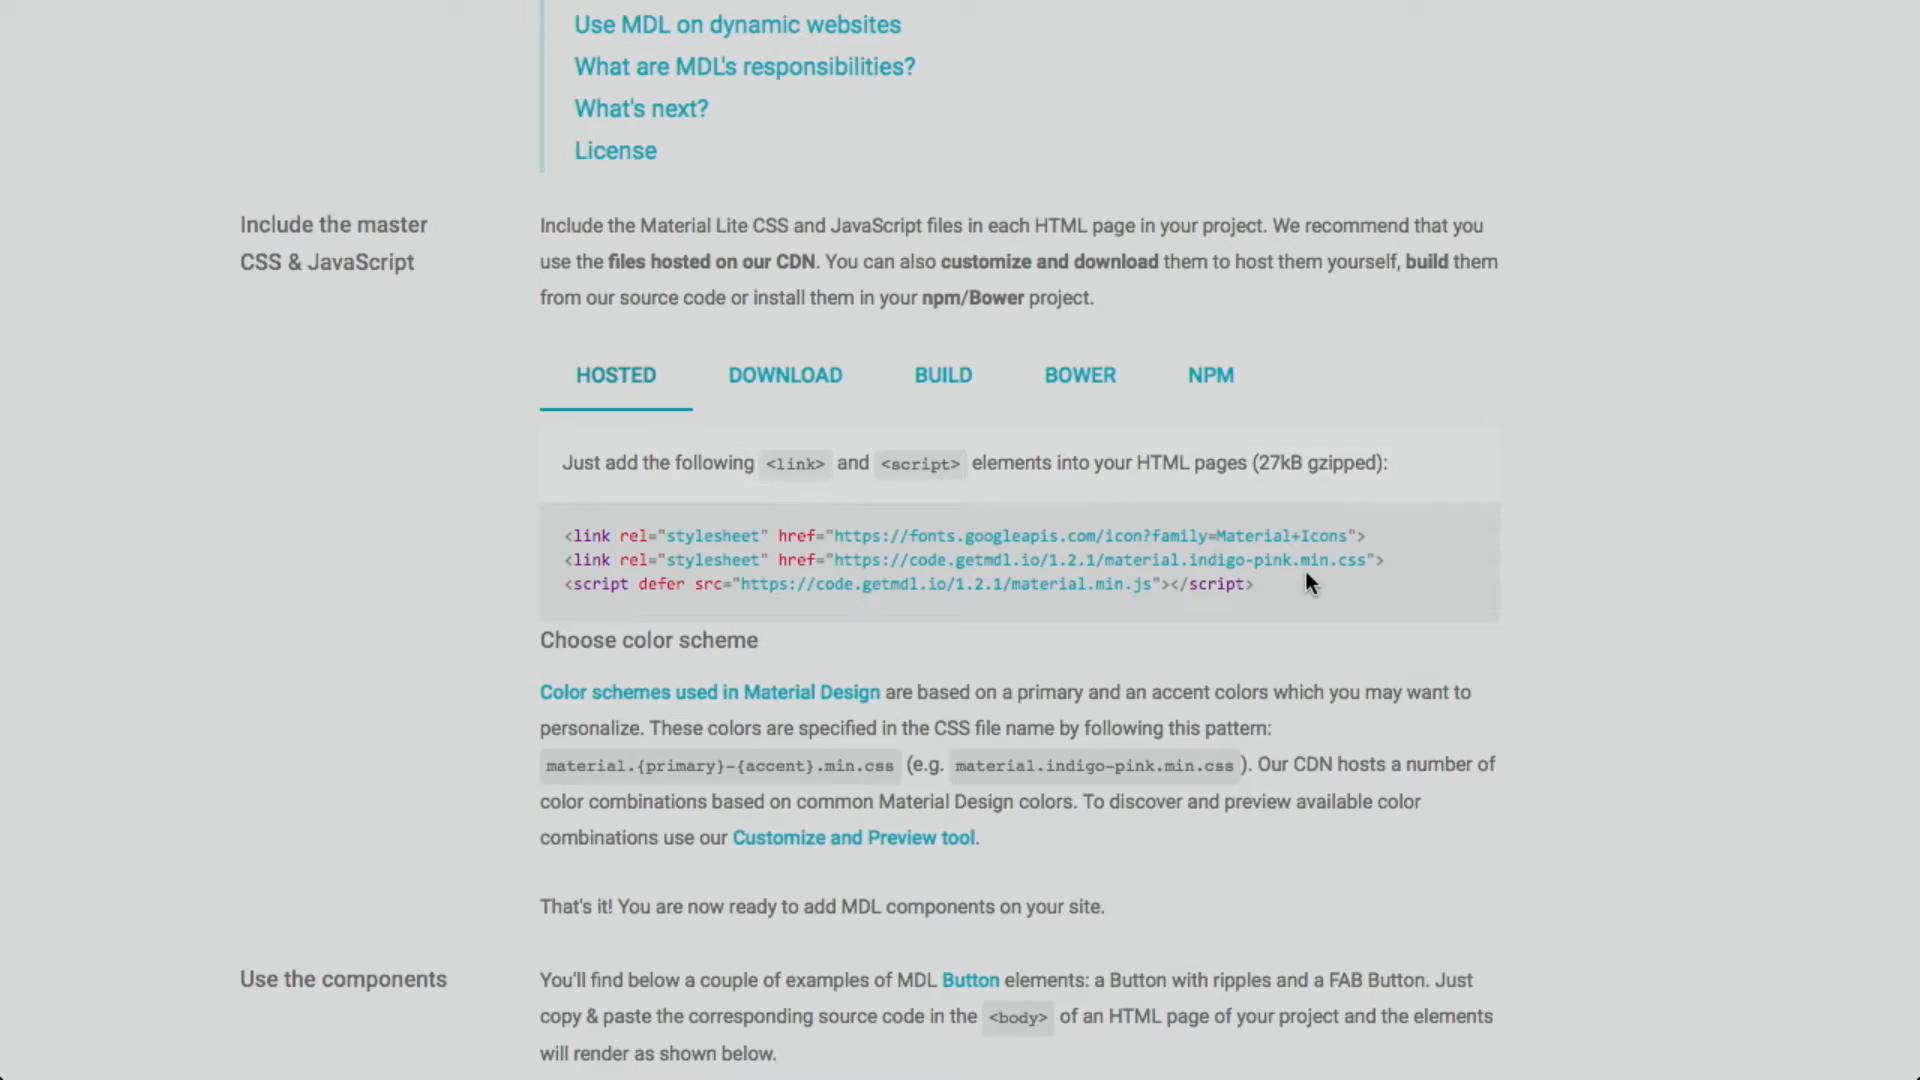 Use MDL on dynamic websites
What are MDL's responsibilities?
What's next?
License
Include the master
CSS & JavaScript
Include the Material Lite CSS and JavaScript files in each HTML page in your project. We recommend that you
use the files hosted on our CDN. You can also customize and download them to host them yourself, build them
from our source code or install them in your npm/Bower project.
HOSTED DOWNLOAD BUILD BOWER NPM
Just add the following <link> and <script> elements into your HTML pages (27kB gzipped):
<link rel="stylesheet" href="https://fonts.googleapis.com/icon?family=Material+Icons">
<link rel="stylesheet" href="https://code.getmdl.io/1.2.1/material.indigo-pink.min.css">
<script defer src="https://code.getmdl.io/1.2.1/material.min.js"></script>
Choose color scheme
Color schemes used in Material Design are based on a primary and an accent colors which you may want to
personalize. These colors are specified in the CSS file name by following this pattern:
material.{primary}-{accent}.min.css (e.g. material.indigo-pink.min.css). Our CDN hosts a number of
color combinations based on common Material Design colors. To discover and preview available color
combinations use our Customize and Preview tool.
That's it! You are now ready to add MDL components on your site.
Use the components
You'll find below a couple of examples of MDL Button elements: a Button with ripples and a FAB Button. Just
copy & paste the corresponding source code in the <body> of an HTML page of your project and the elements
will render as shown below.